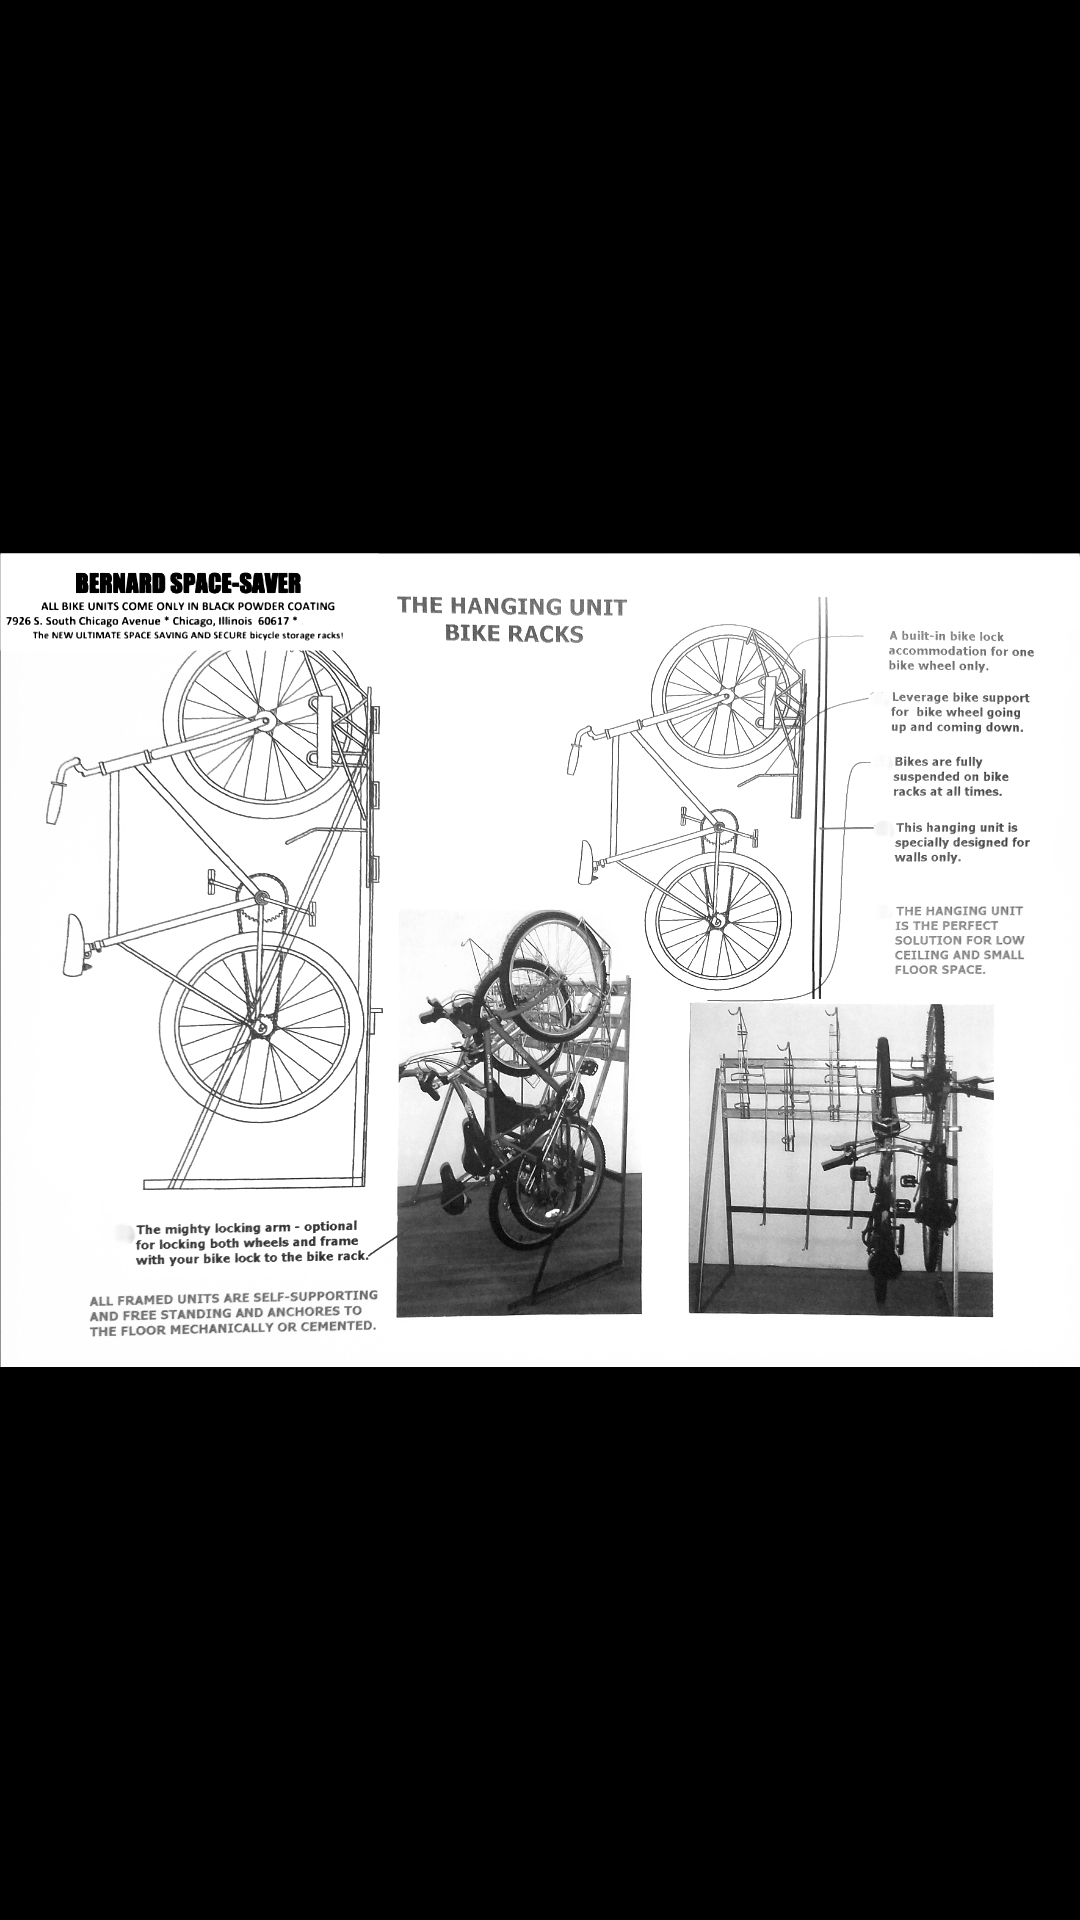 BERNARD SPACE-SAVER
ALL BIKE UNITS COME ONLY IN BLACK POWDER COATING
7926 S. South Chicago Avenue * Chicago, Illinois 60617 *
The NEW ULTIMATE SPACE SAVING AND SECURE bicycle storage racks!
THE HANGING UNIT
BIKE RACKS
A built-in bike lock
accommodation for one
bike wheel only.
Leverage bike support
for bike wheel going
up and coming down.
Bikes are fully
suspended on bike
racks at all times.
This hanging unit is
specially designed for
walls only.
THE HANGING UNIT
IS THE PERFECT
SOLUTION FOR LOW
CEILING AND SMALL
FLOOR SPACE.
The mighty locking arm - optional
for locking both wheels and frame
with your bike lock to the bike rack.
ALL FRAMED UNITS ARE SELF-SUPPORTING
AND FREE STANDING AND ANCHORES TO
THE FLOOR MECHANICALLY OR CEMENTED.